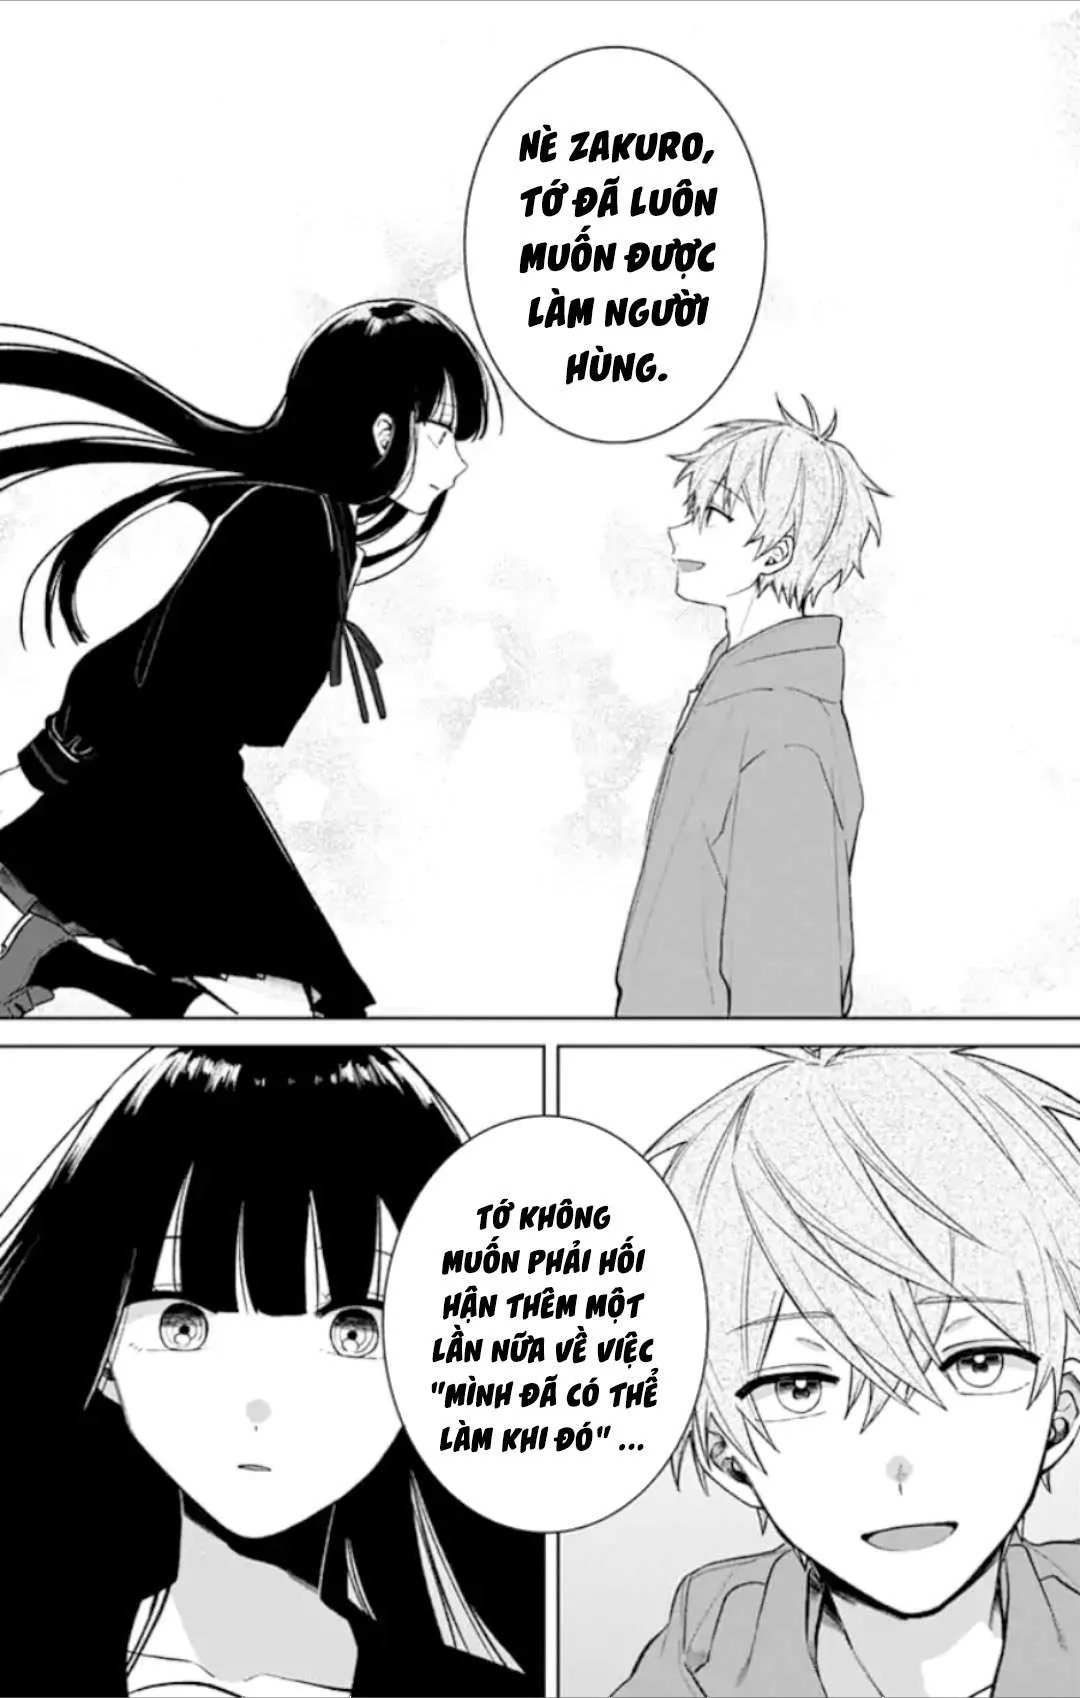 NÈ ZAKURO,
TỚ ĐÃ LUÔN
MUỐN ĐƯỢC
LÀM NGƯỜI
HÙNG.
TỚ KHÔNG
MUỐN PHẢI HỐI
HẬN THÊM MỘT
LẦN NỮA VỀ VIỆC
"MÌNH ĐÃ CÓ THỂ
LÀM KHI ĐÓ" ...